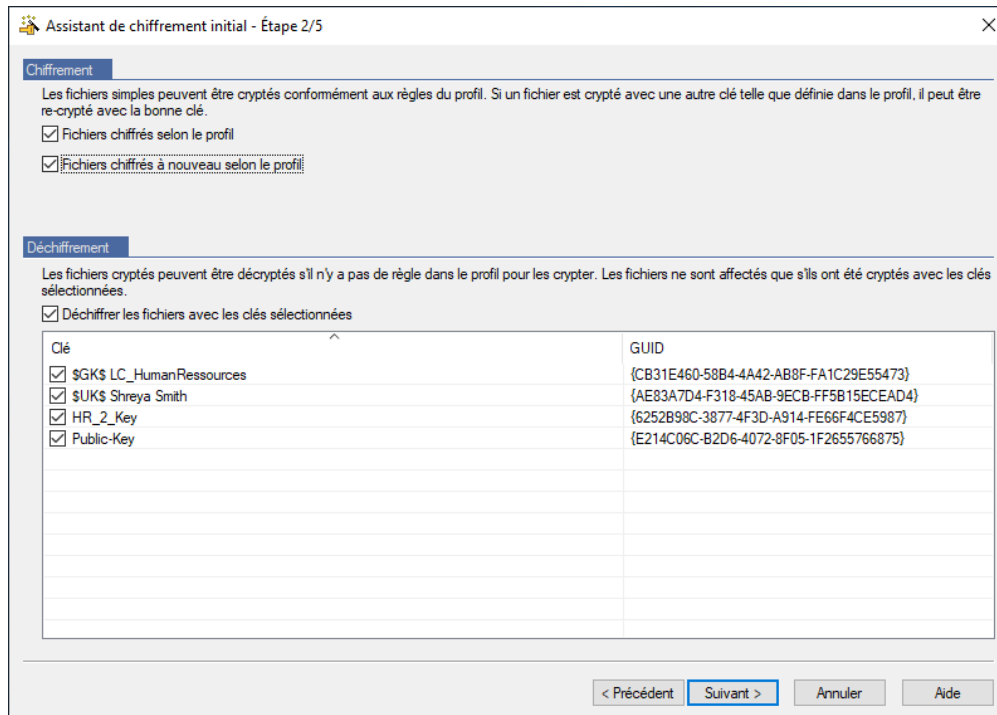 Assistant de chiffrement initial - Étape 2/5
Chiffrement
Les fichiers simples peuvent être cryptés conformément aux règles du profil. Si un fichier est crypté avec une autre clé telle que définie dans le profil, il peut être
re-crypté avec la bonne clé.
Fichiers chiffrés selon le profil
Fichiers chiffrés à nouveau selon le profil
Déchiffrement
Les fichiers cryptés peuvent être décryptés s'il n'y a pas de règle dans le profil pour les crypter. Les fichiers ne sont affectés que s'ils ont été cryptés avec les clés
sélectionnées.
Déchiffrer les fichiers avec les clés sélectionnées
Clé GUID
$GK$ LC_HumanRessources {CB31E460-58B4-4A42-AB8F-FA1C29E55473}
$UK$ Shreya Smith {AE83A7D4-F318-45AB-9ECB-FF5B15ECEAD4}
HR_2_Key {6252B98C-3877-4F3D-A914-FE66F4CE5987}
Public-Key {E214C06C-B2D6-4072-8F05-1F2655766875}
< Précédent Suivant > Annuler Aide